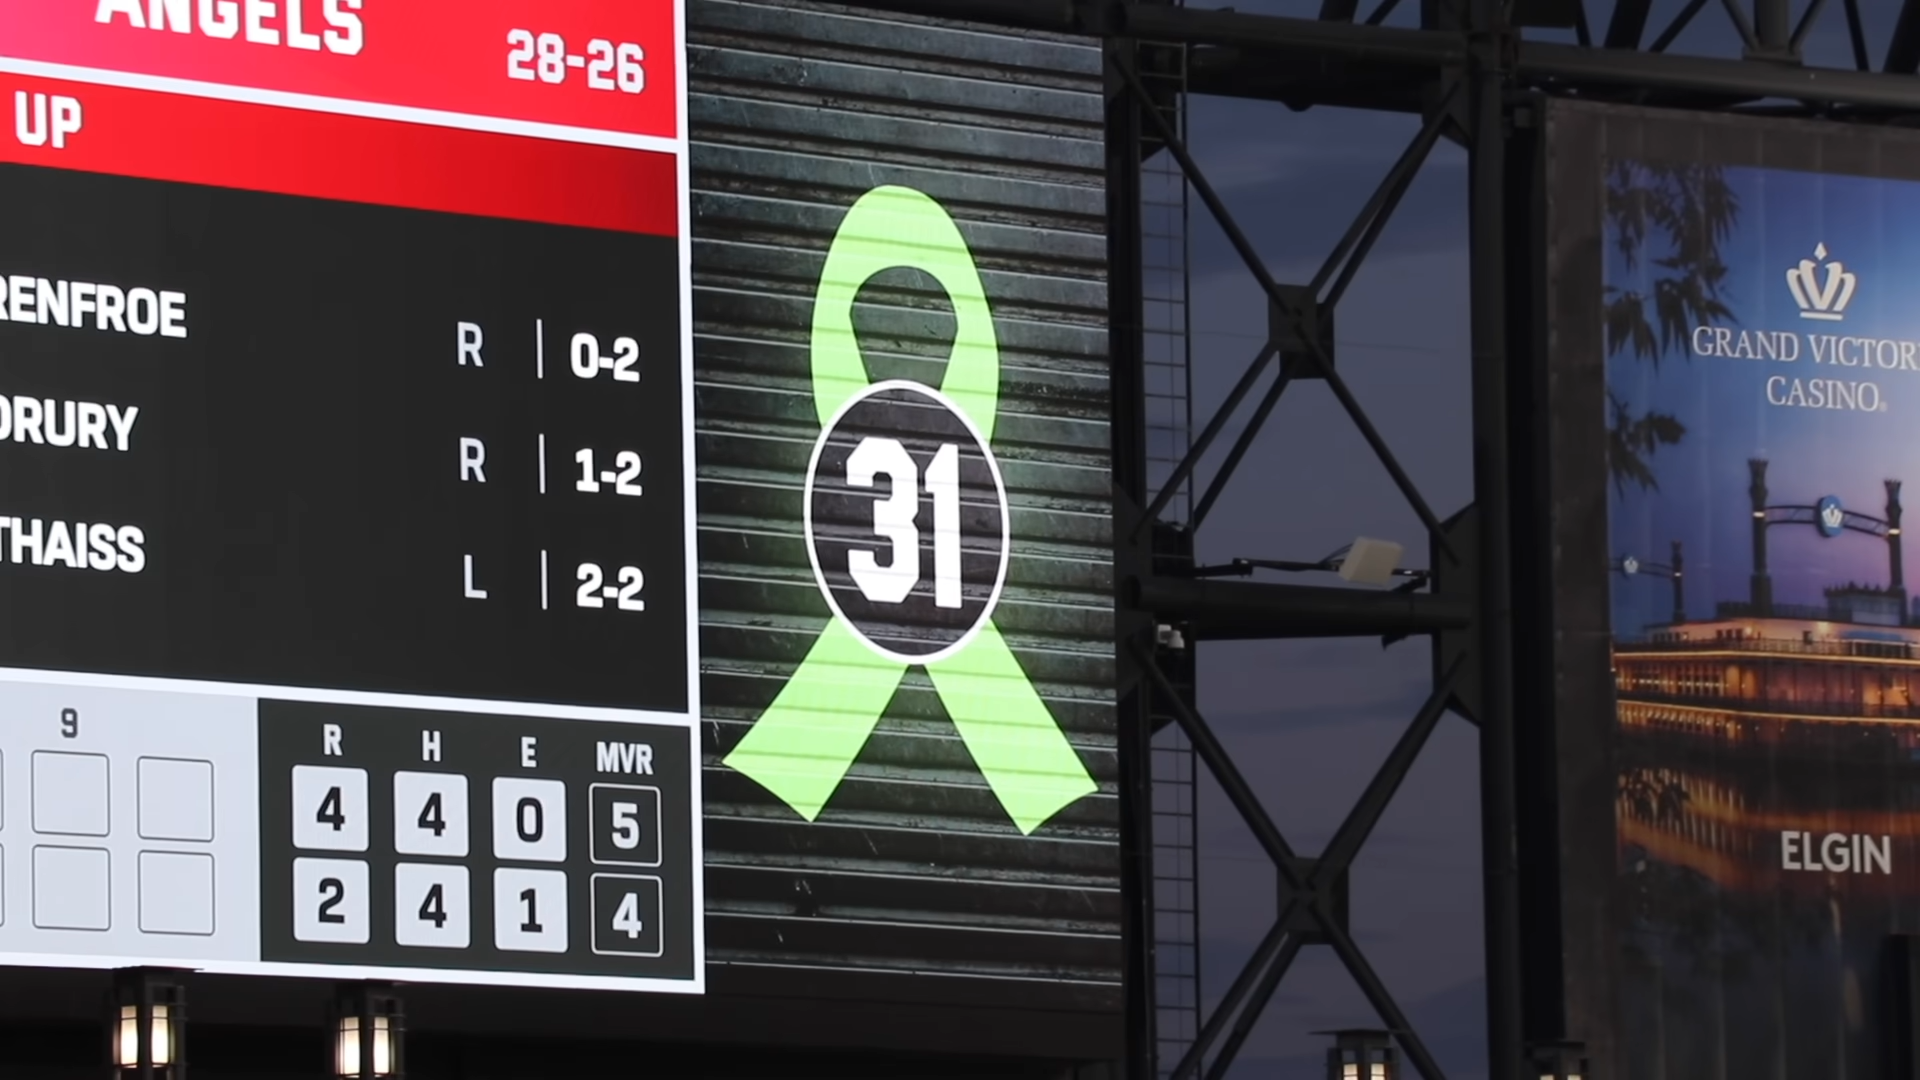 ANGELS 28-26
UP
RENFROE R | 0-2
DRURY R | 1-2
THAISS L | 2-2
31
9 R H E MVR
4 4 0 5
2 4 1 4
GRAND VICTORI
CASINO®
ELGIN